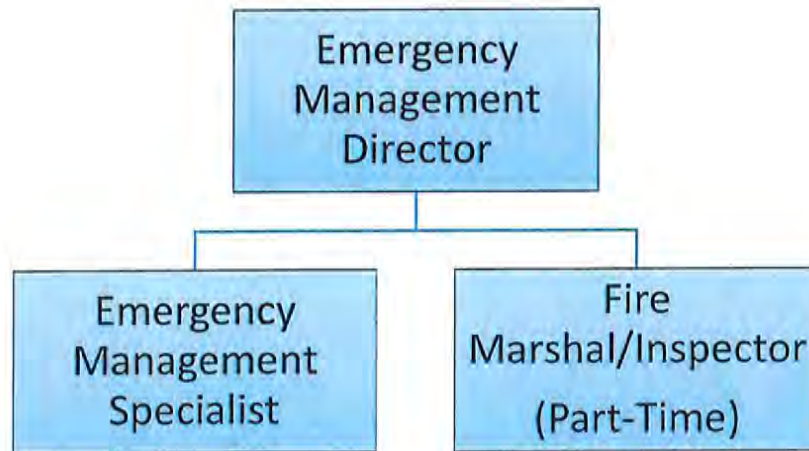 Emergency
Management
Director
Emergency
Management
Specialist
Fire
Marshal/Inspector
(Part-Time)